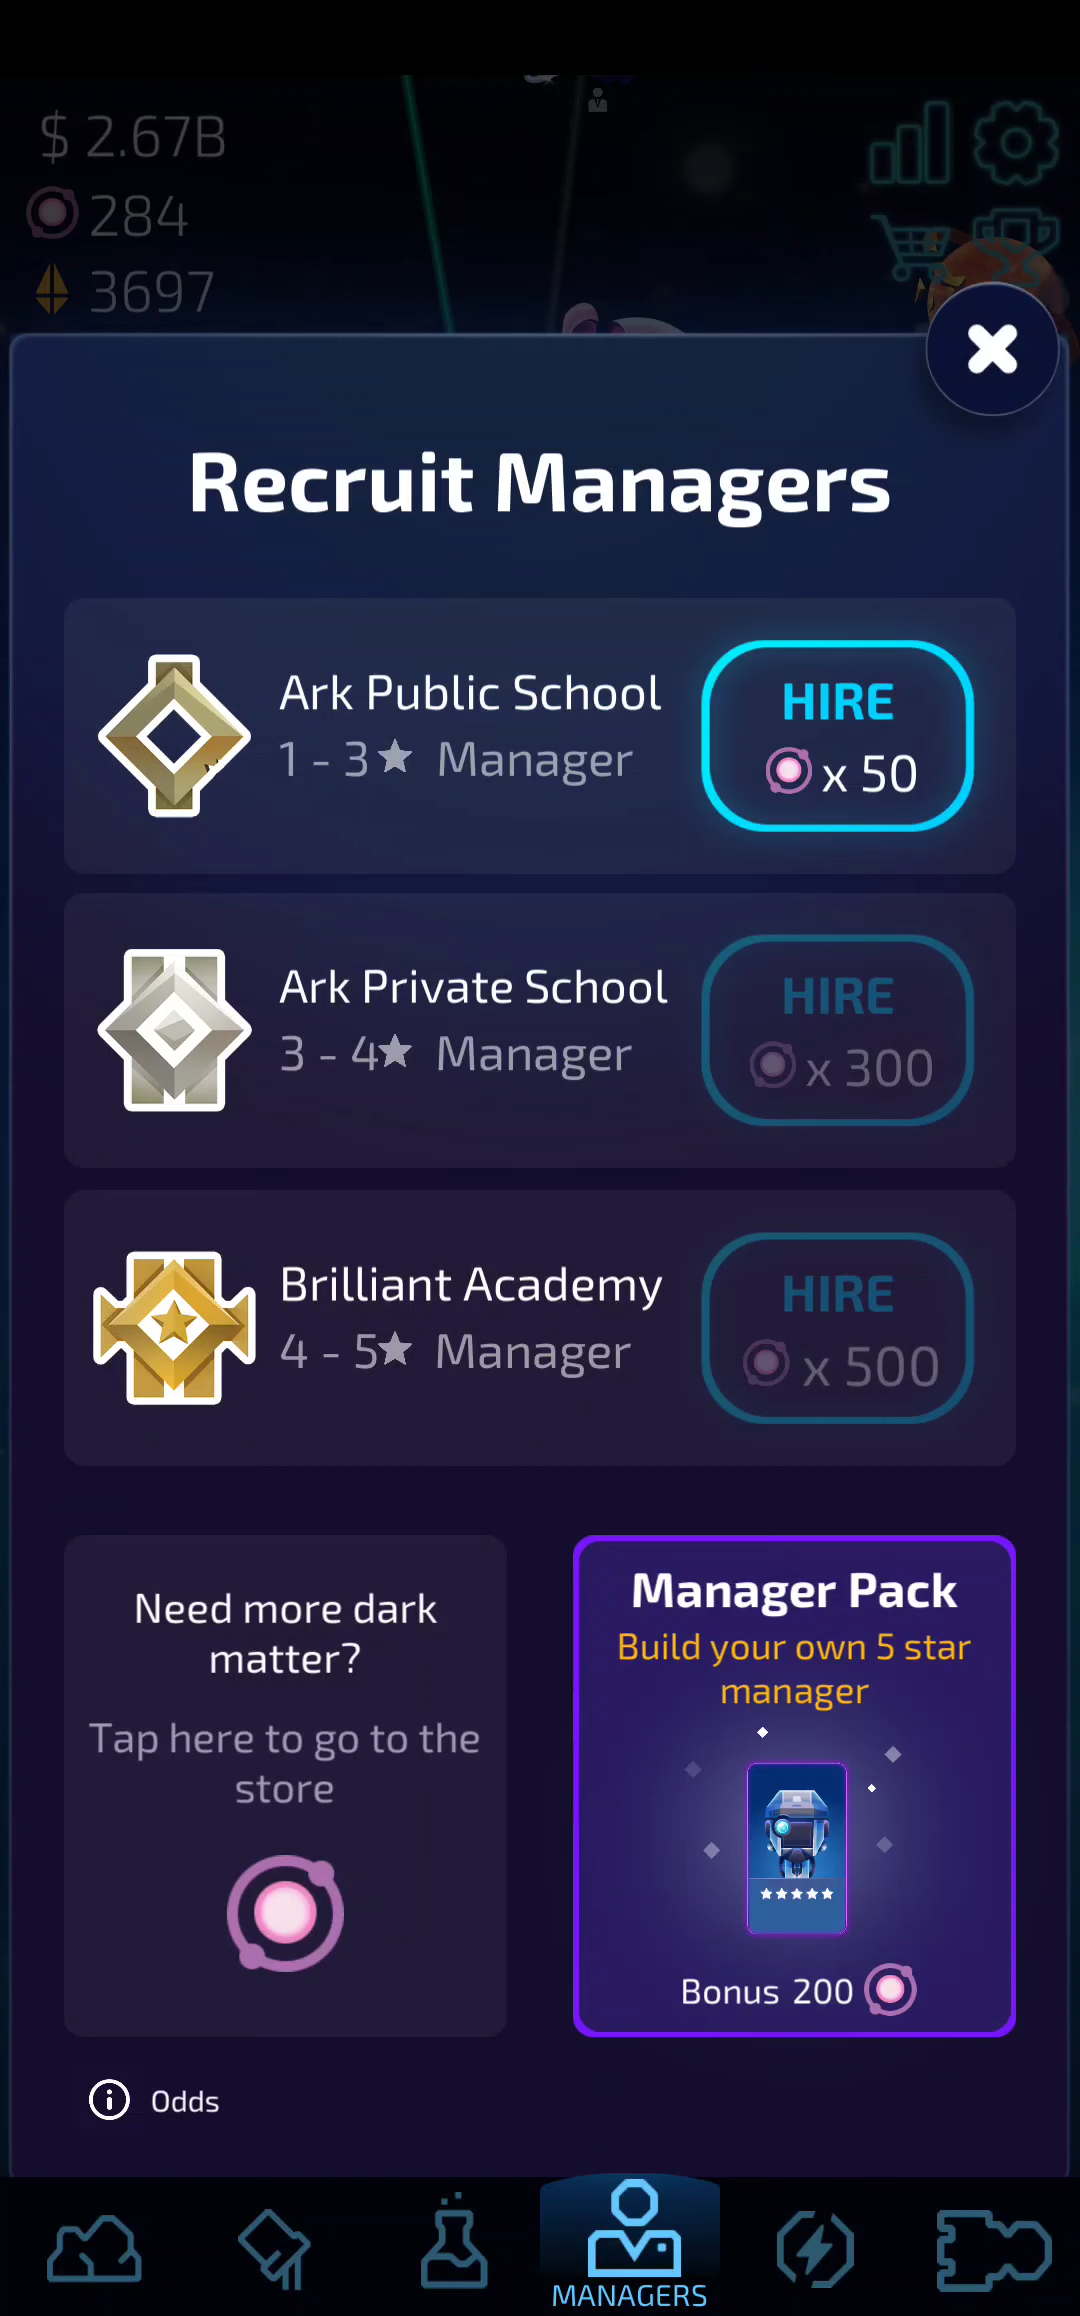 $ 2.67B
284
3697
Recruit Managers
Ark Public School
1 - 3★ Manager
HIRE
x 50
Ark Private School
3 - 4★ Manager
HIRE
x 300
Brilliant Academy
4 - 5★ Manager
HIRE
x 500
Need more dark
matter?
Tap here to go to the
store
Manager Pack
Build your own 5 star
manager
Bonus 200
Odds
MANAGERS